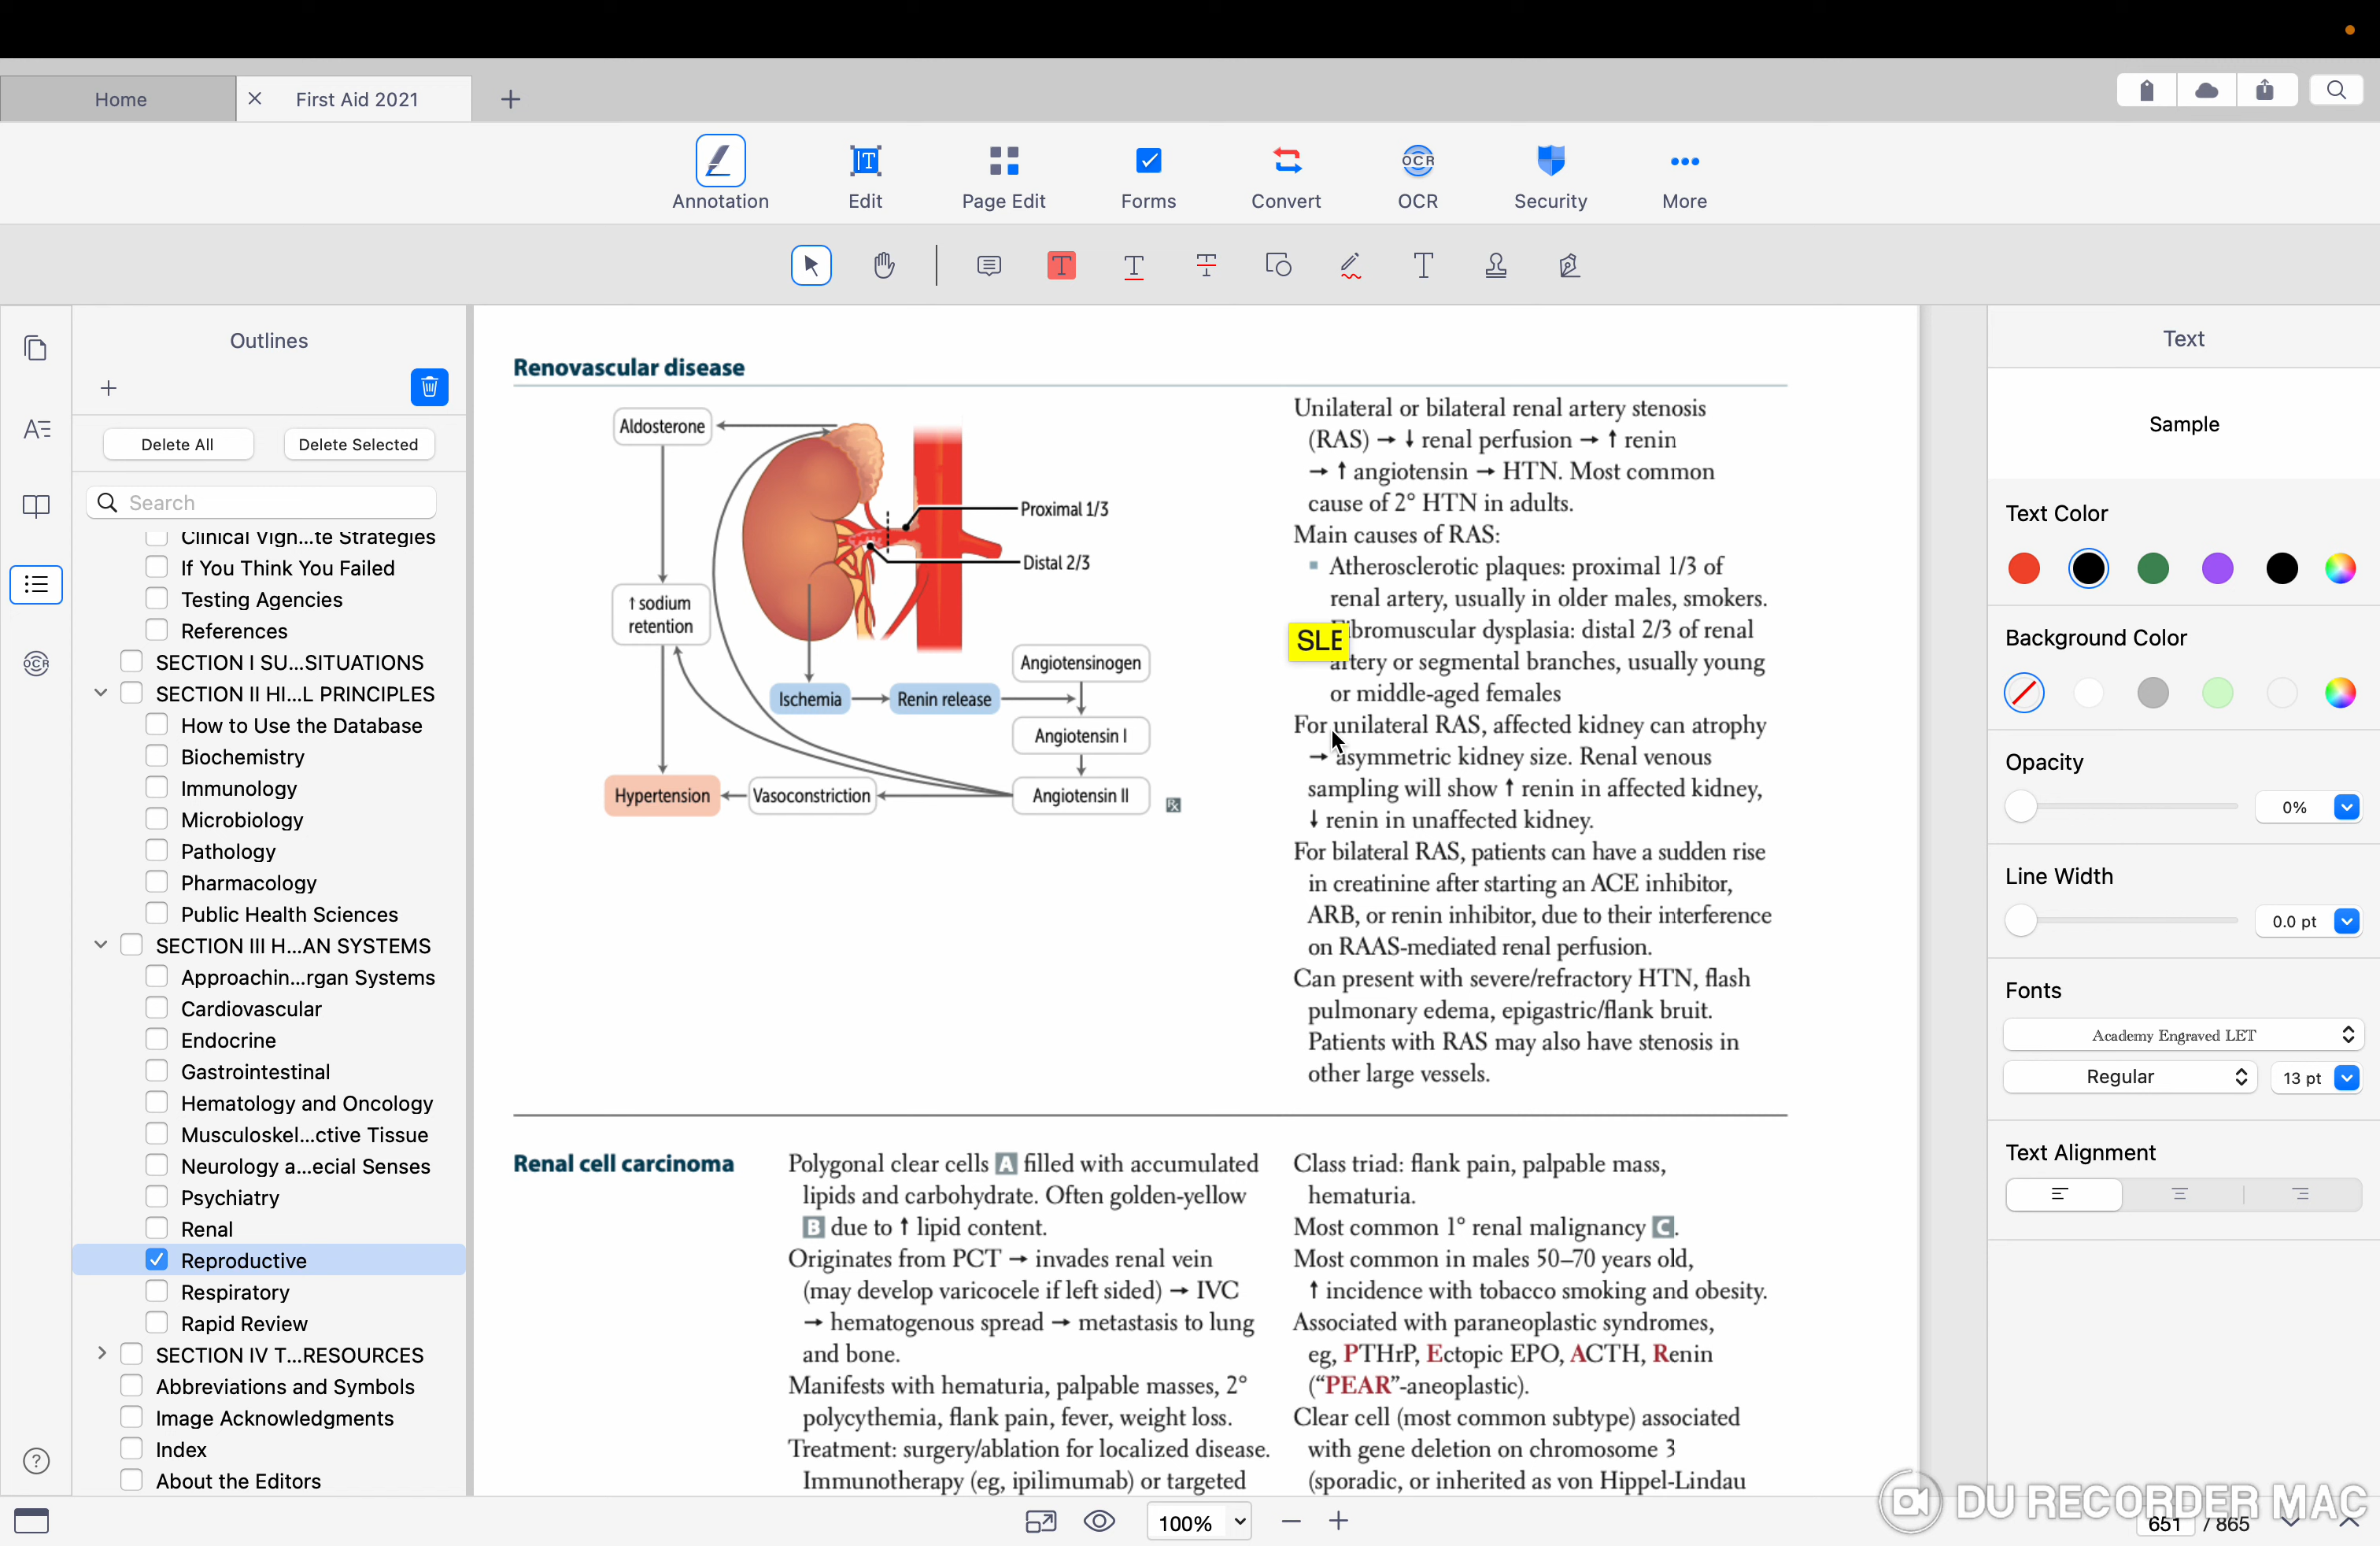 Home
First Aid 2021
Annotation
Edit
Page Edit
Forms
Convert
OCR
Security
More
Outlines
Delete All
Delete Selected
Search
Clinical Vign...te Strategies
If You Think You Failed
Testing Agencies
References
SECTION I SU...SITUATIONS
SECTION II HI...L PRINCIPLES
How to Use the Database
Biochemistry
Immunology
Microbiology
Pathology
Pharmacology
Public Health Sciences
SECTION III H...AN SYSTEMS
Approachin...rgan Systems
Cardiovascular
Endocrine
Gastrointestinal
Hematology and Oncology
Musculoskel...ctive Tissue
Neurology a...ecial Senses
Psychiatry
Renal
Reproductive
Respiratory
Rapid Review
SECTION IV T...RESOURCES
Abbreviations and Symbols
Image Acknowledgments
Index
About the Editors
Renovascular disease
Aldosterone
Proximal 1/3
Distal 2/3
↑ sodium
retention
Angiotensinogen
Ischemia
Renin release
Angiotensin I
Hypertension
Vasoconstriction
Angiotensin II
Rx
Unilateral or bilateral renal artery stenosis
(RAS) → ↓ renal perfusion → ↑ renin
→ ↑ angiotensin → HTN. Most common
cause of 2° HTN in adults.
Main causes of RAS:
▪ Atherosclerotic plaques: proximal 1/3 of
renal artery, usually in older males, smokers.
SLE
Fibromuscular dysplasia: distal 2/3 of renal
artery or segmental branches, usually young
or middle-aged females
For unilateral RAS, affected kidney can atrophy
→ asymmetric kidney size. Renal venous
sampling will show ↑ renin in affected kidney,
↓ renin in unaffected kidney.
For bilateral RAS, patients can have a sudden rise
in creatinine after starting an ACE inhibitor,
ARB, or renin inhibitor, due to their interference
on RAAS-mediated renal perfusion.
Can present with severe/refractory HTN, flash
pulmonary edema, epigastric/flank bruit.
Patients with RAS may also have stenosis in
other large vessels.
Renal cell carcinoma
Polygonal clear cells A filled with accumulated
lipids and carbohydrate. Often golden-yellow
B due to ↑ lipid content.
Originates from PCT → invades renal vein
(may develop varicocele if left sided) → IVC
→ hematogenous spread → metastasis to lung
and bone.
Manifests with hematuria, palpable masses, 2°
polycythemia, flank pain, fever, weight loss.
Treatment: surgery/ablation for localized disease.
Immunotherapy (eg, ipilimumab) or targeted
Class triad: flank pain, palpable mass,
hematuria.
Most common 1° renal malignancy C.
Most common in males 50–70 years old,
↑ incidence with tobacco smoking and obesity.
Associated with paraneoplastic syndromes,
eg, PTHrP, Ectopic EPO, ACTH, Renin
(“PEAR”-aneoplastic).
Clear cell (most common subtype) associated
with gene deletion on chromosome 3
(sporadic, or inherited as von Hippel-Lindau
Text
Sample
Text Color
Background Color
Opacity
0%
Line Width
0.0 pt
Fonts
Academy Engraved LET
Regular
13 pt
Text Alignment
100%
651 / 865
DU RECORDER MAC